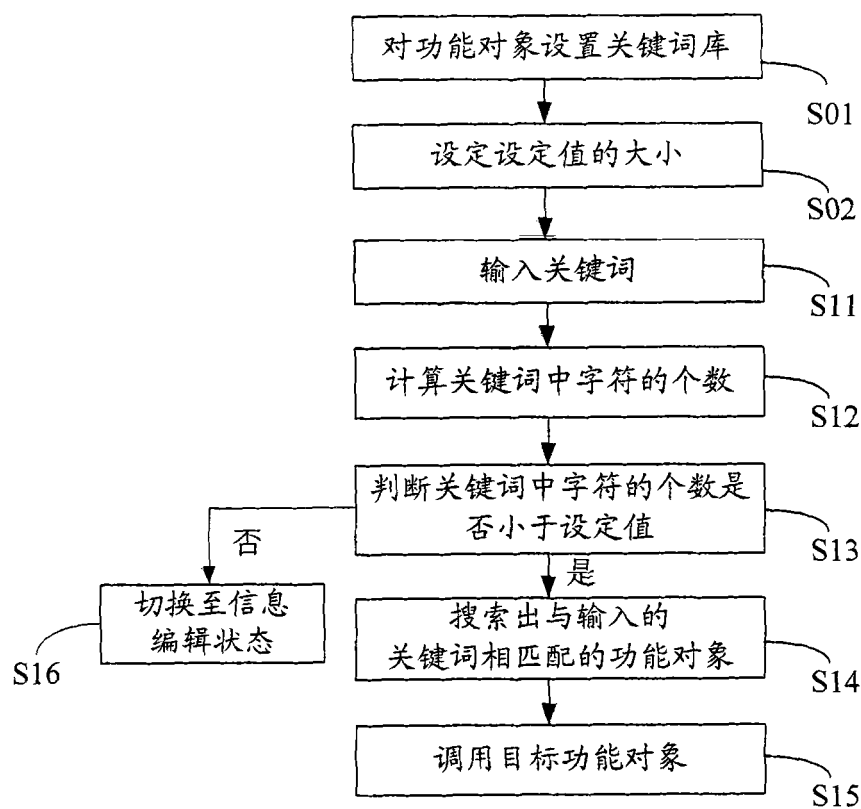 对功能对象设置关键词库
S01
设定设定值的大小
S02
输入关键词
S11
计算关键词中字符的个数
S12
判断关键词中字符的个数是
否小于设定值
S13
否
是
切换至信息
编辑状态
S16
搜索出与输入的
关键词相匹配的功能对象
S14
调用目标功能对象
S15